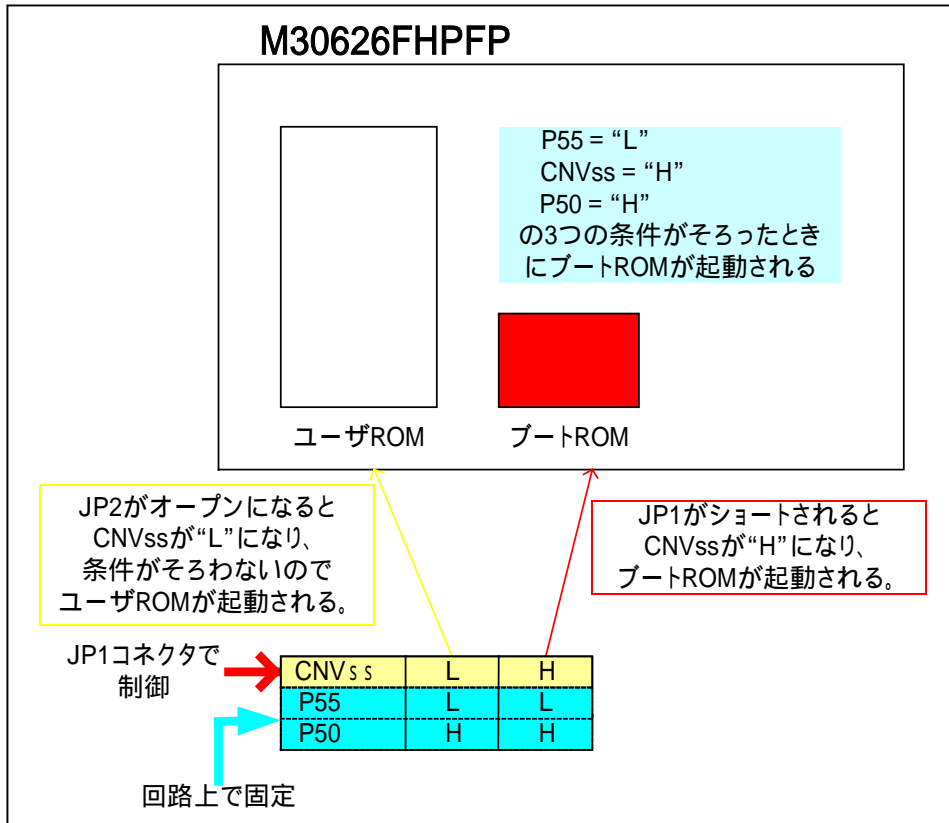 M30626FHPFP
P55 = “L”
CNVss = “H”
P50 = “H”
の3つの条件がそろったとき
にブートROMが起動される
ユーザROM
ブートROM
JP2がオープンになると
CNVssが“L”になり、
条件がそろわないので
ユーザROMが起動される。
JP1がショートされると
CNVssが“H”になり、
ブートROMが起動される。
JP1コネクタで
制御
CNVss L H
P55 L L
P50 H H
回路上で固定